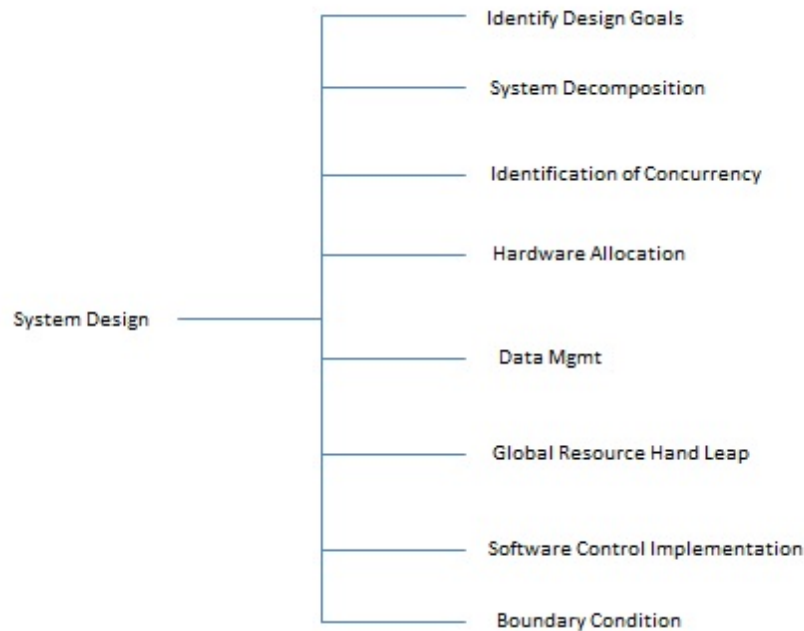 Identify Design Goals
System Decomposition
Identification of Concurrency
Hardware Allocation
System Design
Data Mgmt
Global Resource Hand Leap
Software Control Implementation
Boundary Condition